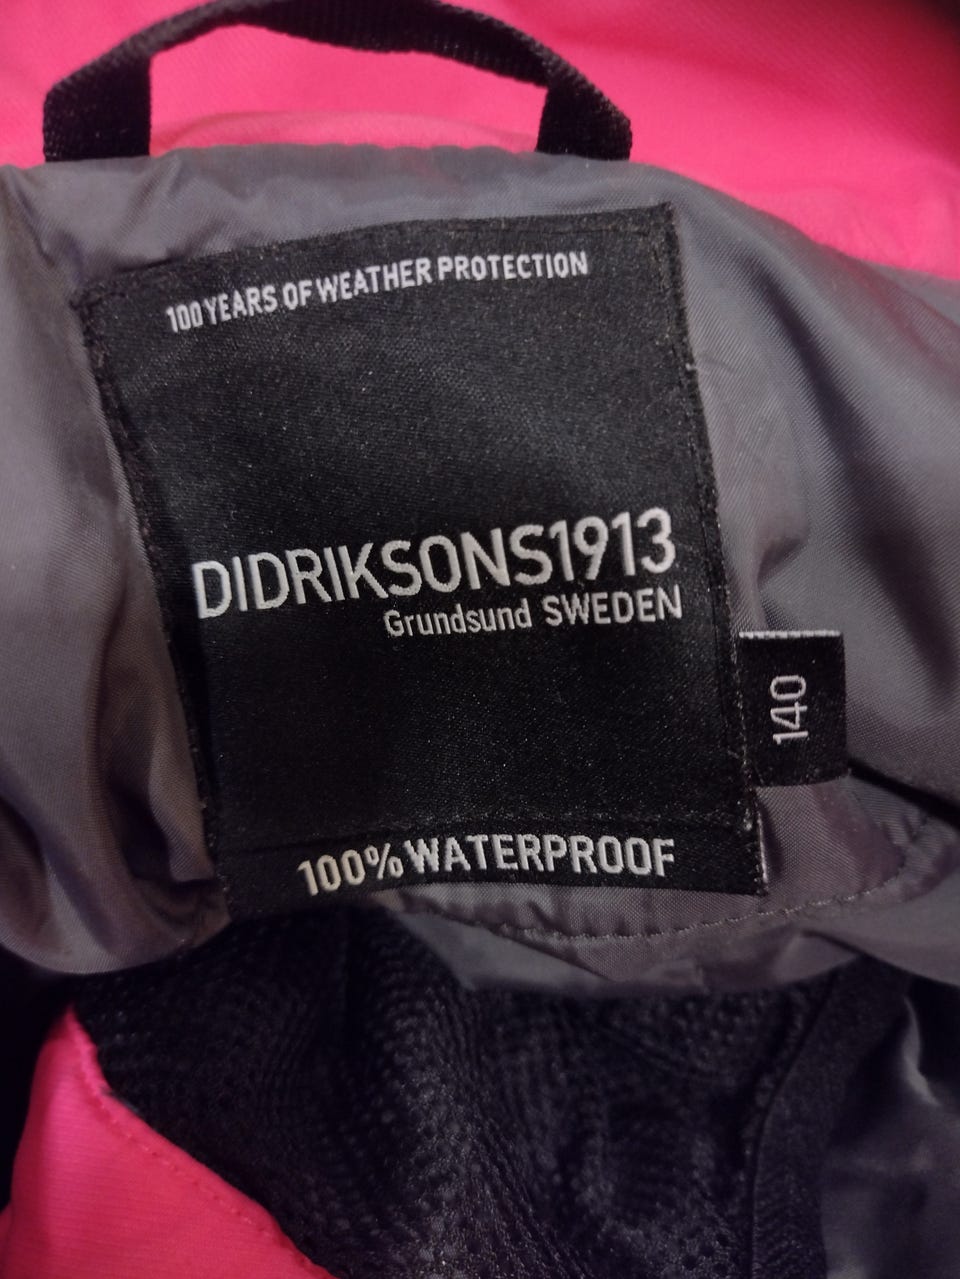 100 YEARS OF WEATHER PROTECTION
DIDRIKSONS1913
Grundsund SWEDEN
140
100% WATERPROOF